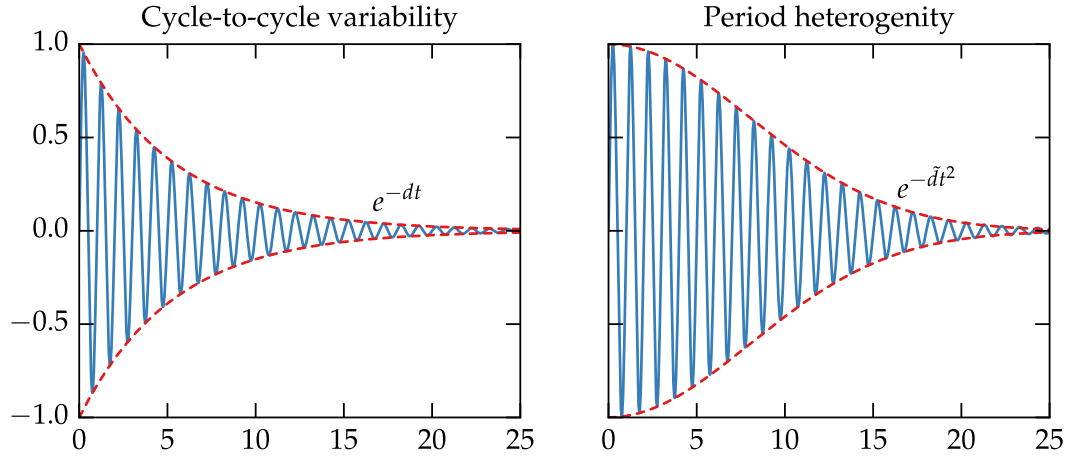 Cycle-to-cycle variability
Period heterogenity
1.0
0.5
0.0
−0.5
−1.0
e^{−dt}
e^{−d̃t²}
0 5 10 15 20 25
0 5 10 15 20 25